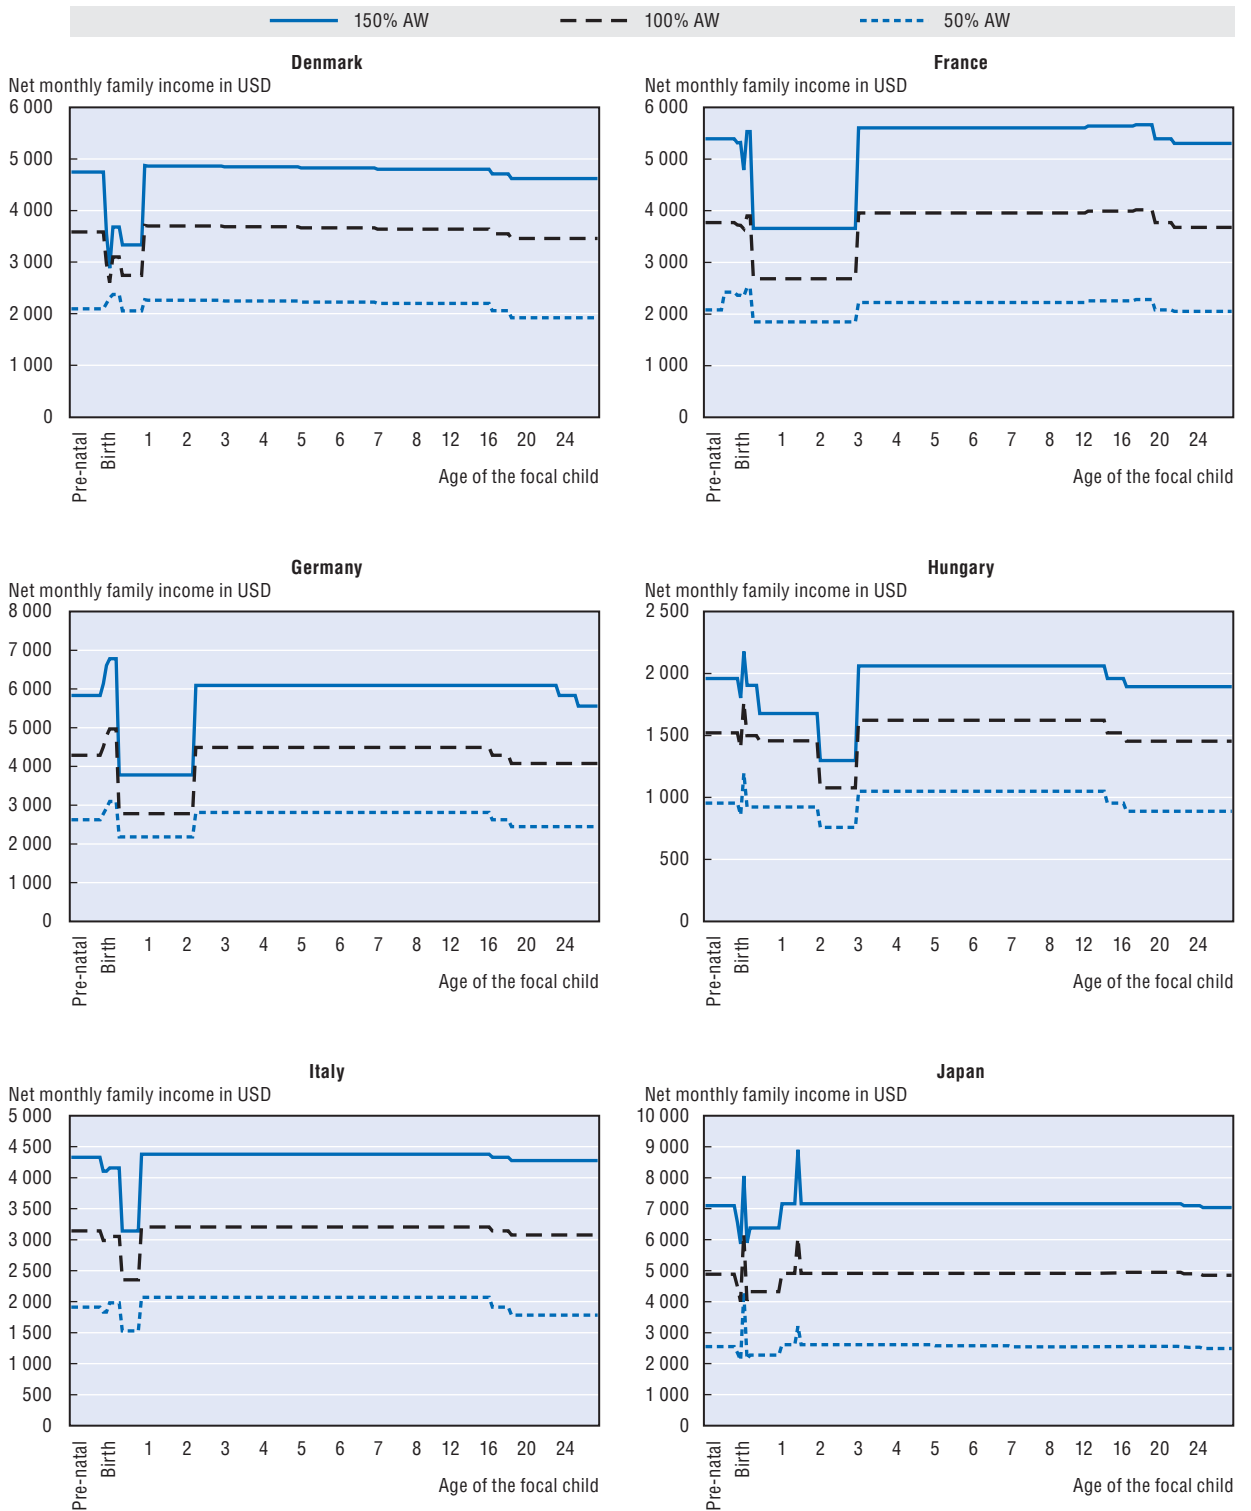 150% AW 100% AW 50% AW
Denmark
Net monthly family income in USD
6 000
5 000
4 000
3 000
2 000
1 000
0
Pre-natal Birth 1 2 3 4 5 6 7 8 12 16 20 24
Age of the focal child
France
Net monthly family income in USD
6 000
5 000
4 000
3 000
2 000
1 000
0
Pre-natal Birth 1 2 3 4 5 6 7 8 12 16 20 24
Age of the focal child
Germany
Net monthly family income in USD
8 000
7 000
6 000
5 000
4 000
3 000
2 000
1 000
0
Pre-natal Birth 1 2 3 4 5 6 7 8 12 16 20 24
Age of the focal child
Hungary
Net monthly family income in USD
2 500
2 000
1 500
1 000
500
0
Pre-natal Birth 1 2 3 4 5 6 7 8 12 16 20 24
Age of the focal child
Italy
Net monthly family income in USD
5 000
4 500
4 000
3 500
3 000
2 500
2 000
1 500
1 000
500
0
Pre-natal Birth 1 2 3 4 5 6 7 8 12 16 20 24
Age of the focal child
Japan
Net monthly family income in USD
10 000
9 000
8 000
7 000
6 000
5 000
4 000
3 000
2 000
1 000
0
Pre-natal Birth 1 2 3 4 5 6 7 8 12 16 20 24
Age of the focal child